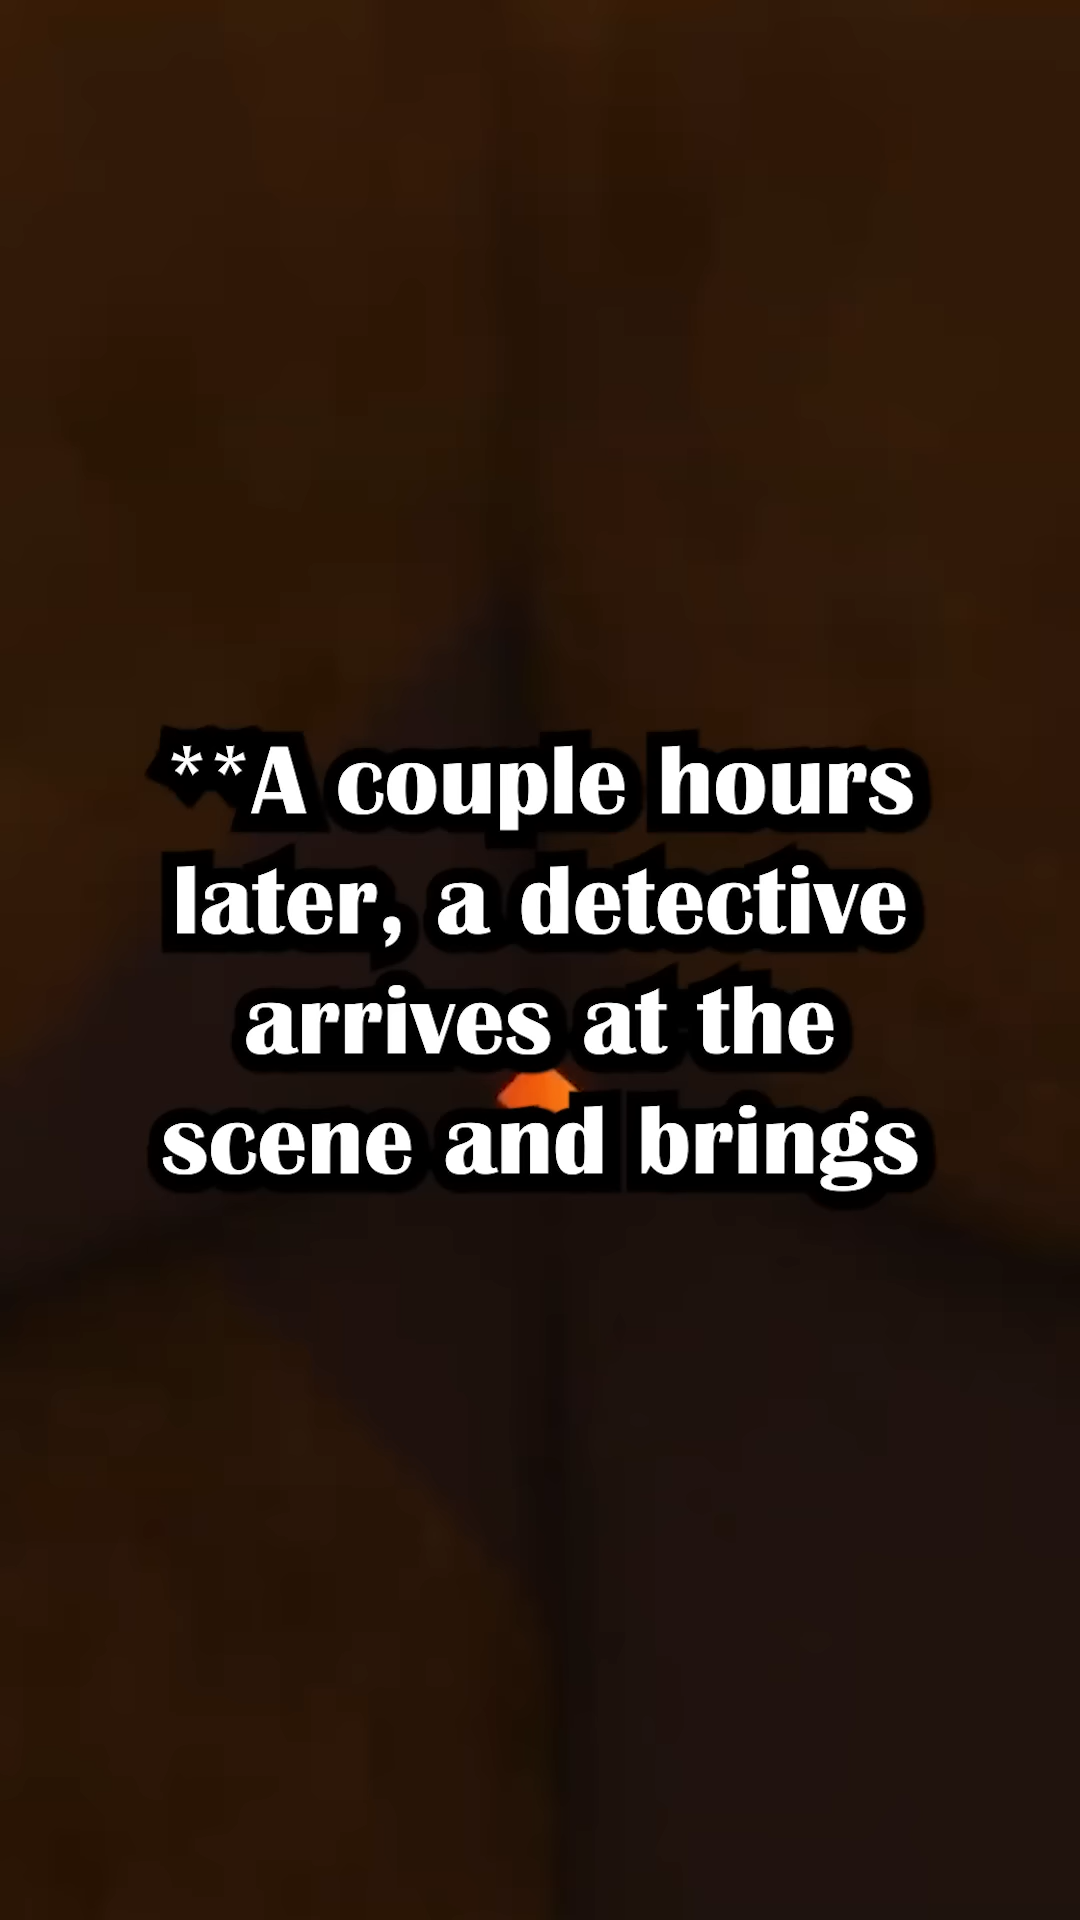 **A couple hours
later, a detective
arrives at the
scene and brings